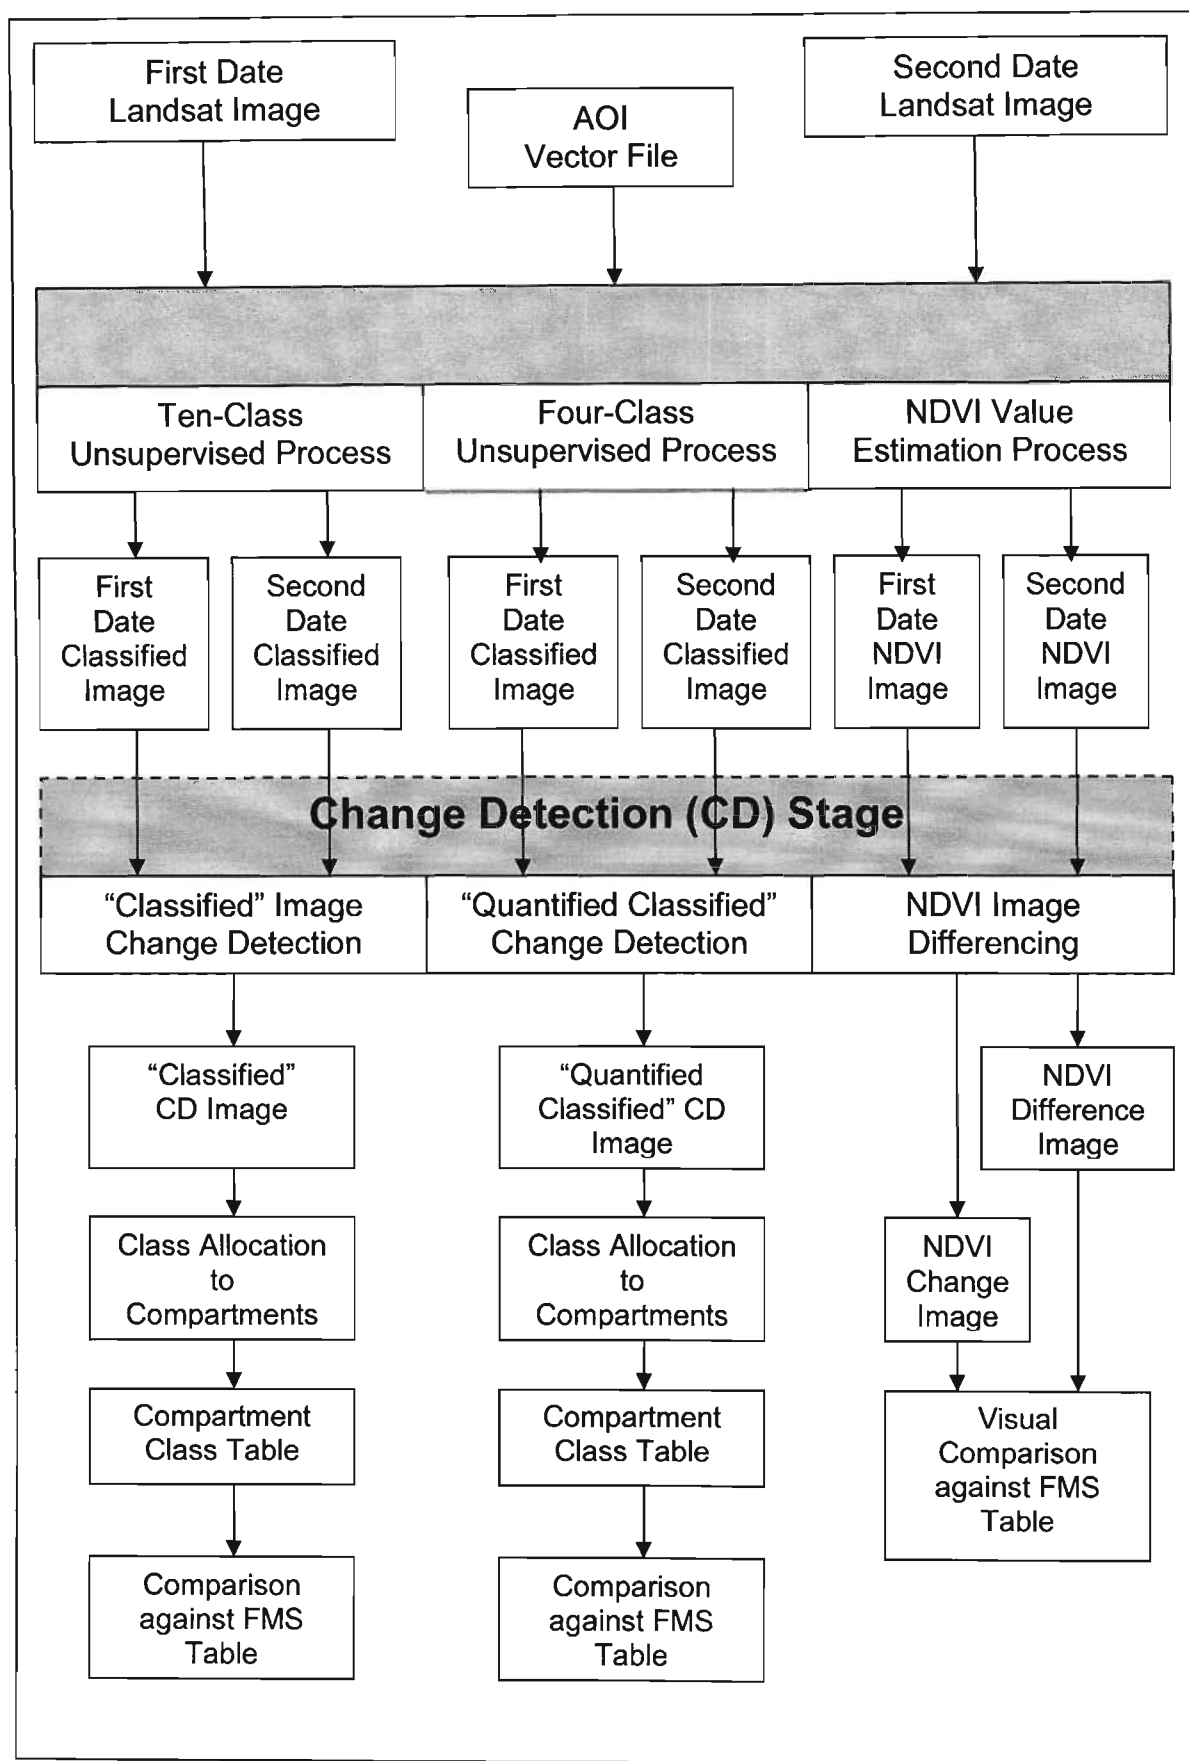 First Date
Landsat Image
AOI
Vector File
Second Date
Landsat Image
Ten-Class
Unsupervised Process
Four-Class
Unsupervised Process
NDVI Value
Estimation Process
First
Date
Classified
Image
Second
Date
Classified
Image
First
Date
Classified
Image
Second
Date
Classified
Image
First
Date
NDVI
Image
Second
Date
NDVI
Image
Change Detection (CD) Stage
“Classified” Image
Change Detection
“Quantified Classified”
Change Detection
NDVI Image
Differencing
“Classified”
CD Image
“Quantified
Classified” CD
Image
NDVI
Difference
Image
Class Allocation
to
Compartments
Class Allocation
to
Compartments
NDVI
Change
Image
Compartment
Class Table
Compartment
Class Table
Visual
Comparison
against FMS
Table
Comparison
against FMS
Table
Comparison
against FMS
Table